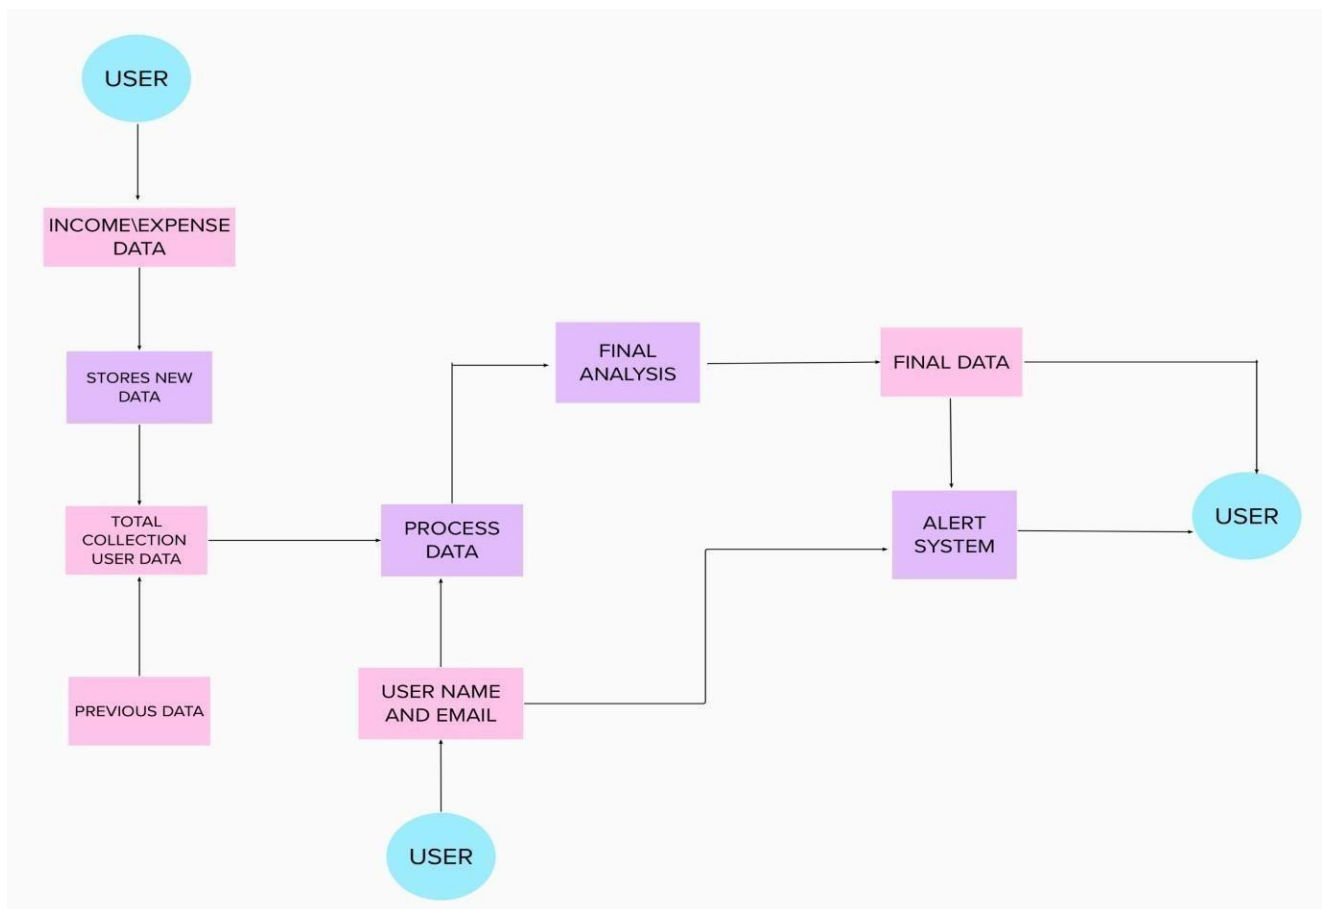 USER
INCOME\EXPENSE
DATA
STORES NEW
DATA
TOTAL
COLLECTION
USER DATA
PREVIOUS DATA
PROCESS
DATA
USER NAME
AND EMAIL
USER
FINAL
ANALYSIS
FINAL DATA
ALERT
SYSTEM
USER